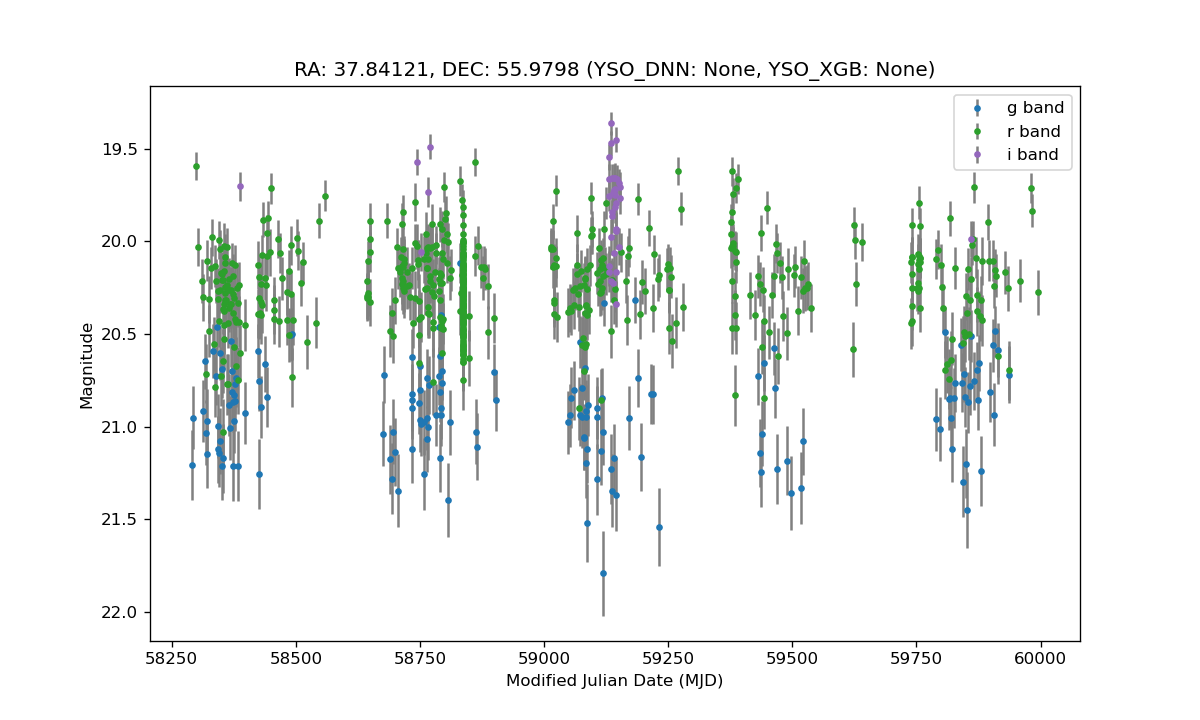 RA: 37.84121, DEC: 55.9798 (YSO_DNN: None, YSO_XGB: None)
g band
r band
i band
19.5
20.0
20.5
21.0
21.5
22.0
Magnitude
58250 58500 58750 59000 59250 59500 59750 60000
Modified Julian Date (MJD)